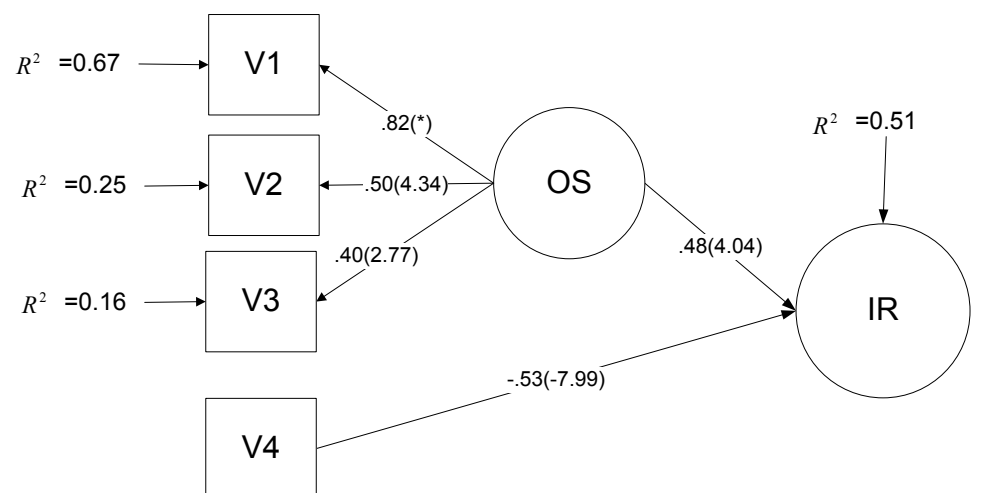 R² =0.67
V1
.82(*)
R² =0.51
R² =0.25
V2
.50(4.34)
OS
.48(4.04)
.40(2.77)
R² =0.16
V3
IR
-.53(-7.99)
V4